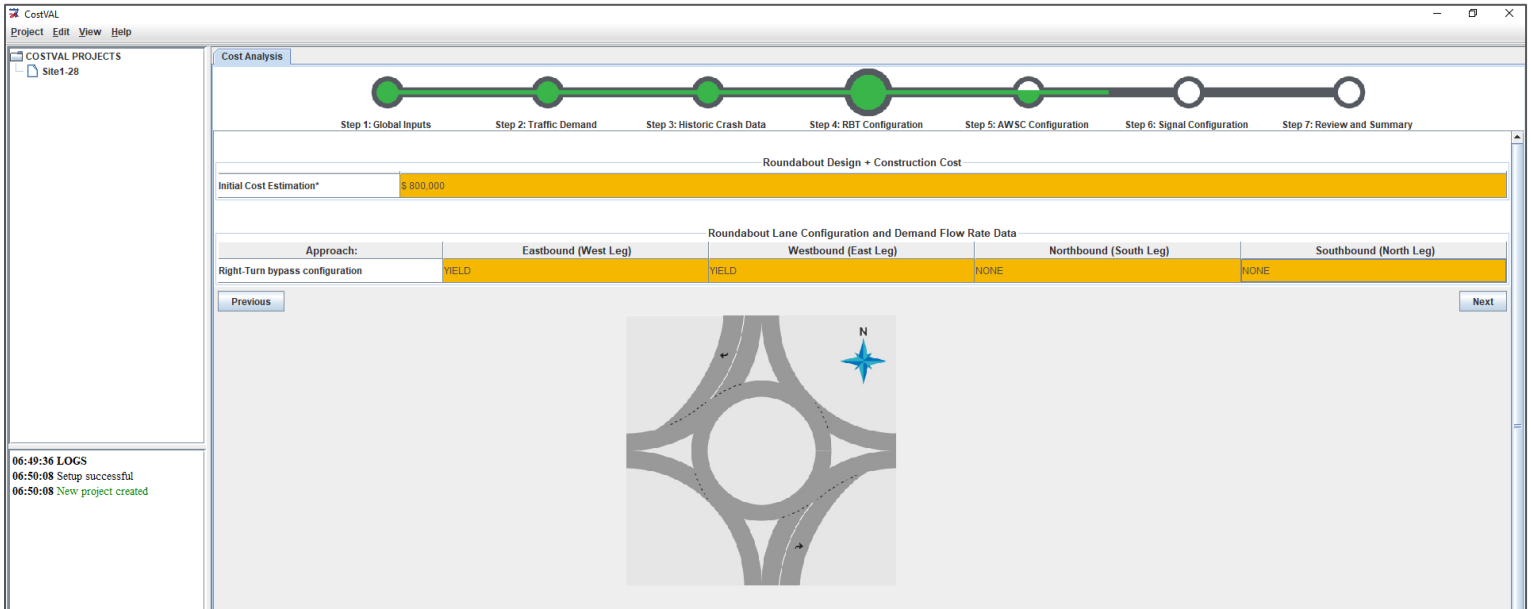 CostVAL
Project Edit View Help
COSTVAL PROJECTS
Site1-28
Cost Analysis
Step 1: Global Inputs
Step 2: Traffic Demand
Step 3: Historic Crash Data
Step 4: RBT Configuration
Step 5: AWSC Configuration
Step 6: Signal Configuration
Step 7: Review and Summary
Roundabout Design + Construction Cost
Initial Cost Estimation* $ 800,000
Roundabout Lane Configuration and Demand Flow Rate Data
Approach: Eastbound (West Leg) Westbound (East Leg) Northbound (South Leg) Southbound (North Leg)
Right-Turn bypass configuration YIELD YIELD NONE NONE
Previous Next
N
06:49:36 LOGS
06:50:08 Setup successful
06:50:08 New project created